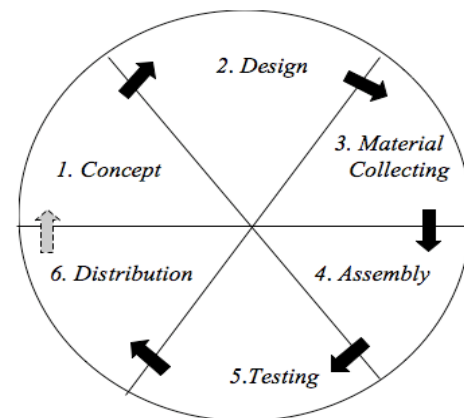 1. Concept
2. Design
3. Material
Collecting
4. Assembly
5.Testing
6. Distribution